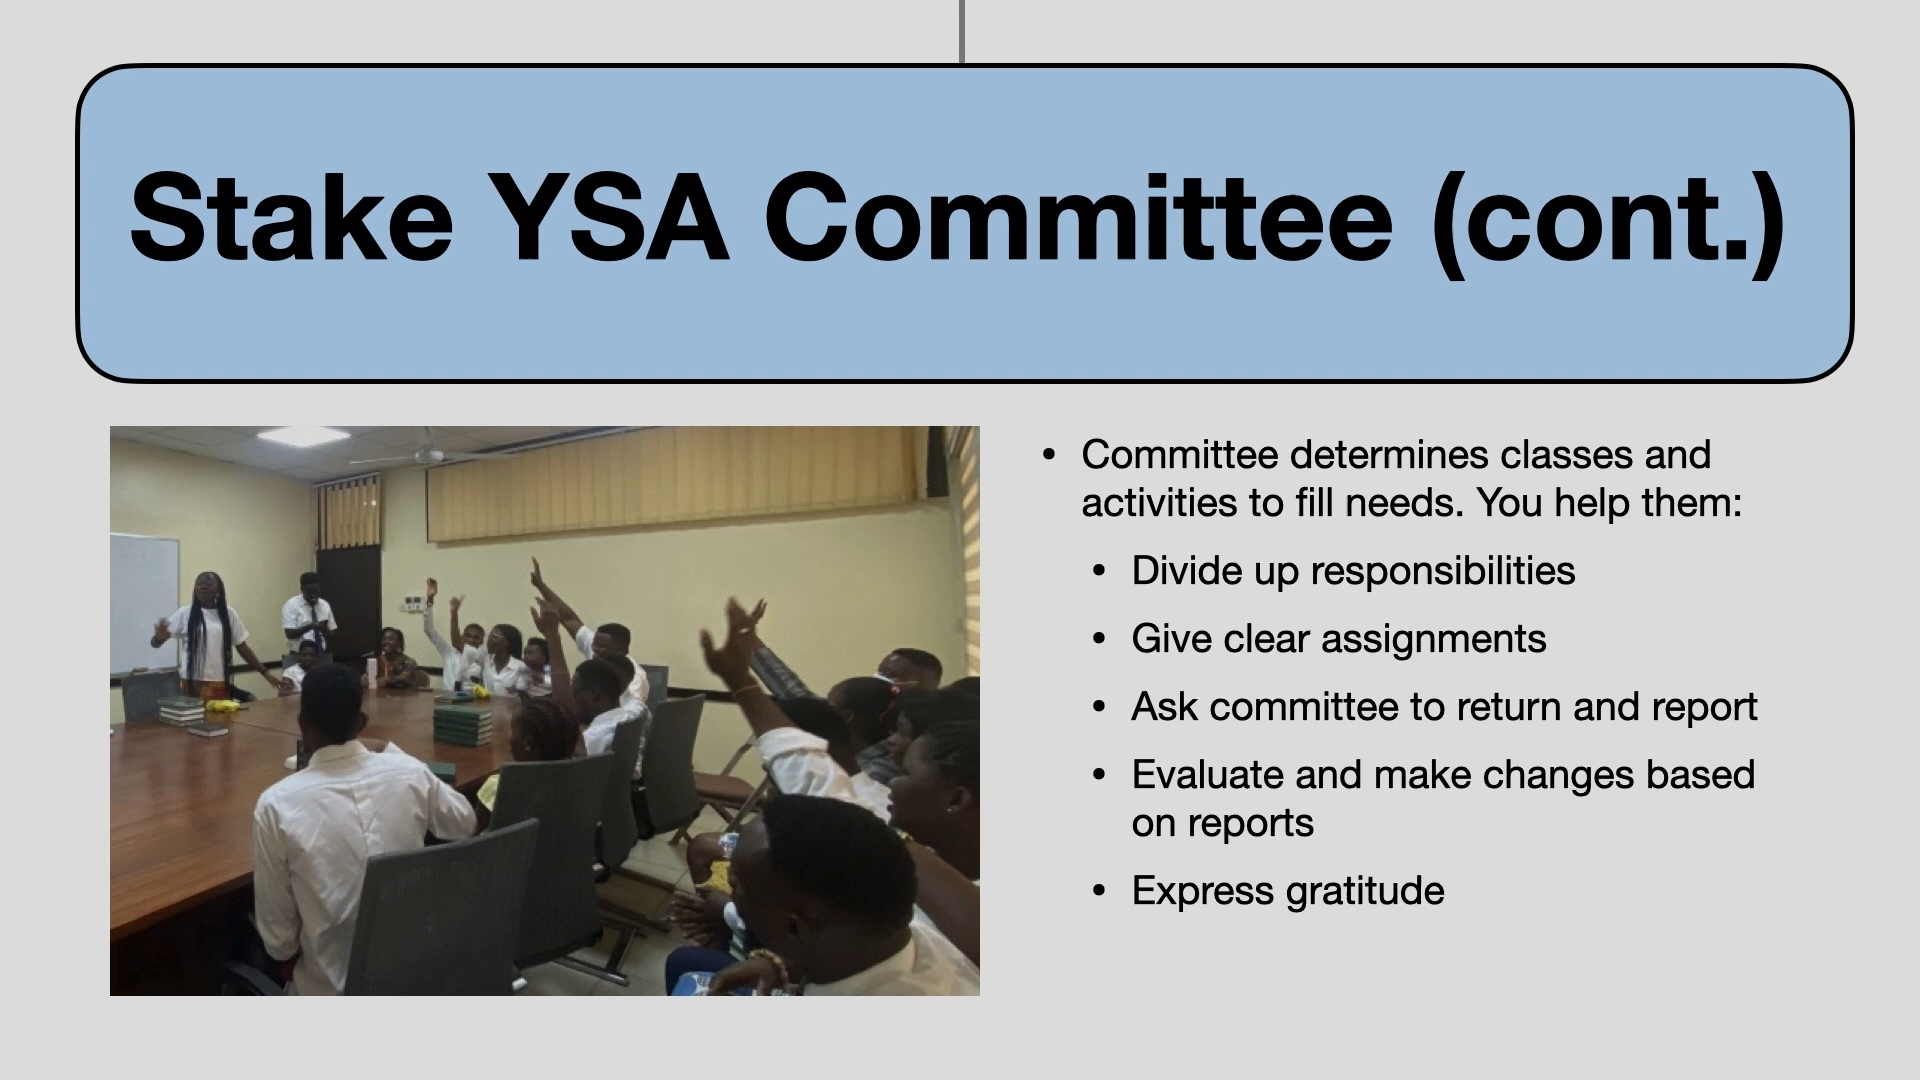 Stake YSA Committee (cont.)
• Committee determines classes and
activities to fill needs. You help them:
• Divide up responsibilities
• Give clear assignments
• Ask committee to return and report
• Evaluate and make changes based
on reports
• Express gratitude